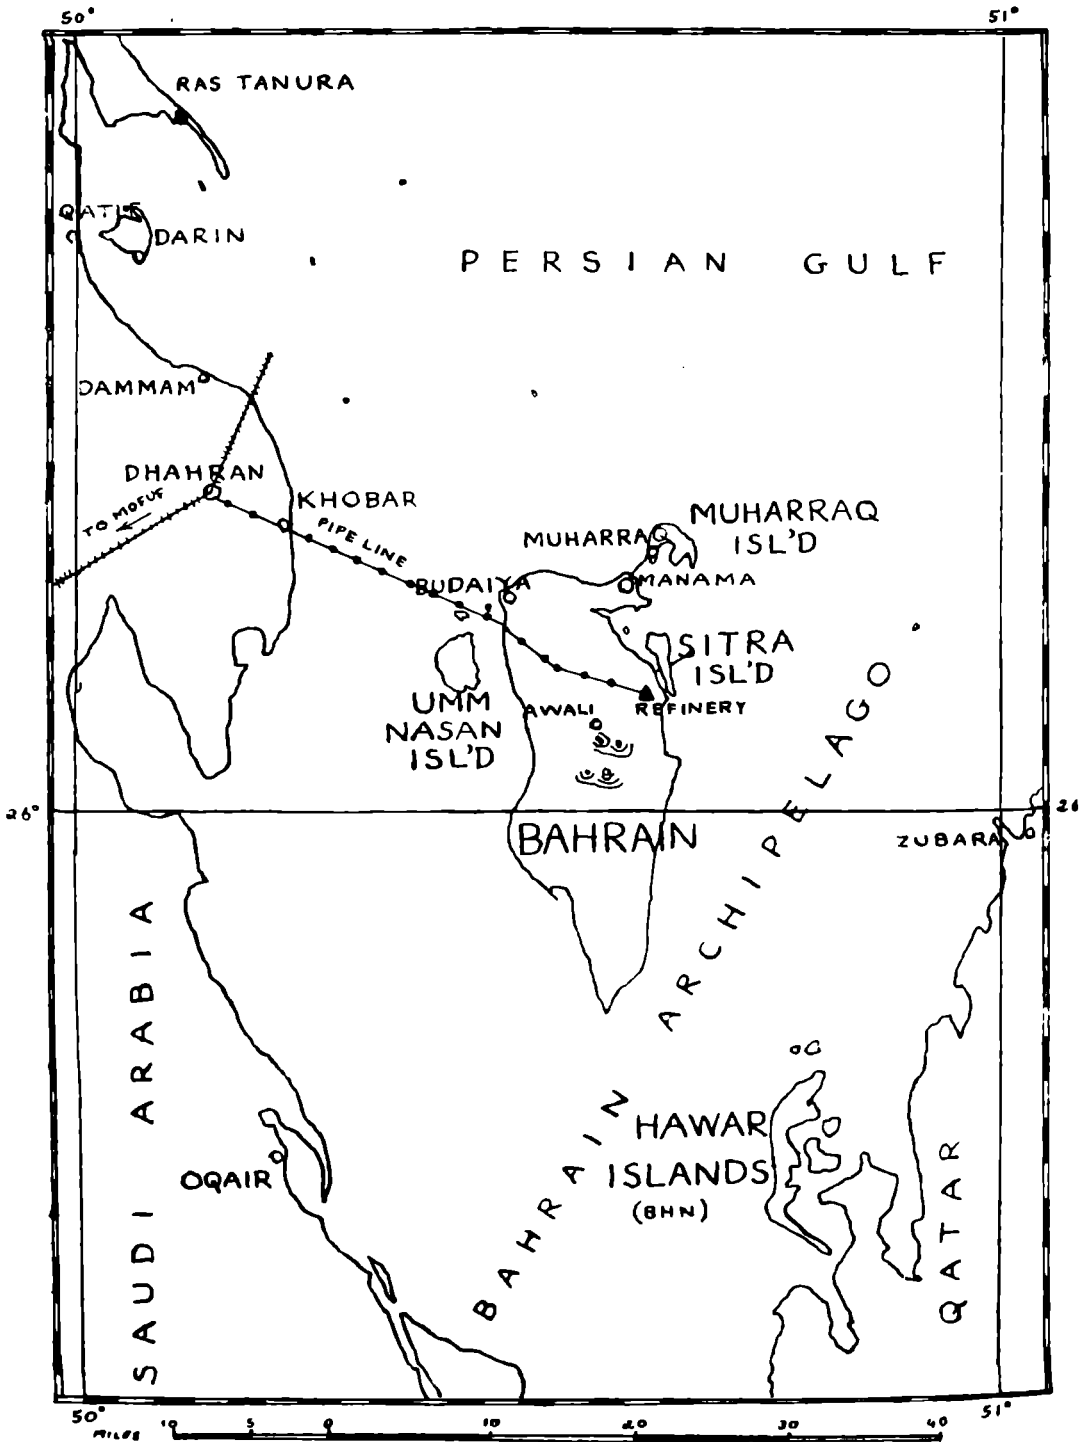 50°
51°
RAS TANURA
QATIF
DARIN
PERSIAN GULF
DAMMAM
DHAHRAN
TO MOFUF
KHOBAR
PIPE LINE
MUHARRAQ
ISL'D
MUHARRAQ
BUDAIYA
MANAMA
SITRA
ISL'D
UMM
NASAN
ISL'D
AWALI
REFINERY
26°
26
BAHRAIN
ZUBARA
BAHRAIN ARCHIPELAGO
SAUDI ARABIA
HAWAR
ISLANDS
(BHN)
OQAIR
QATAR
50°
51°
MILES 10 5 0 10 20 30 40